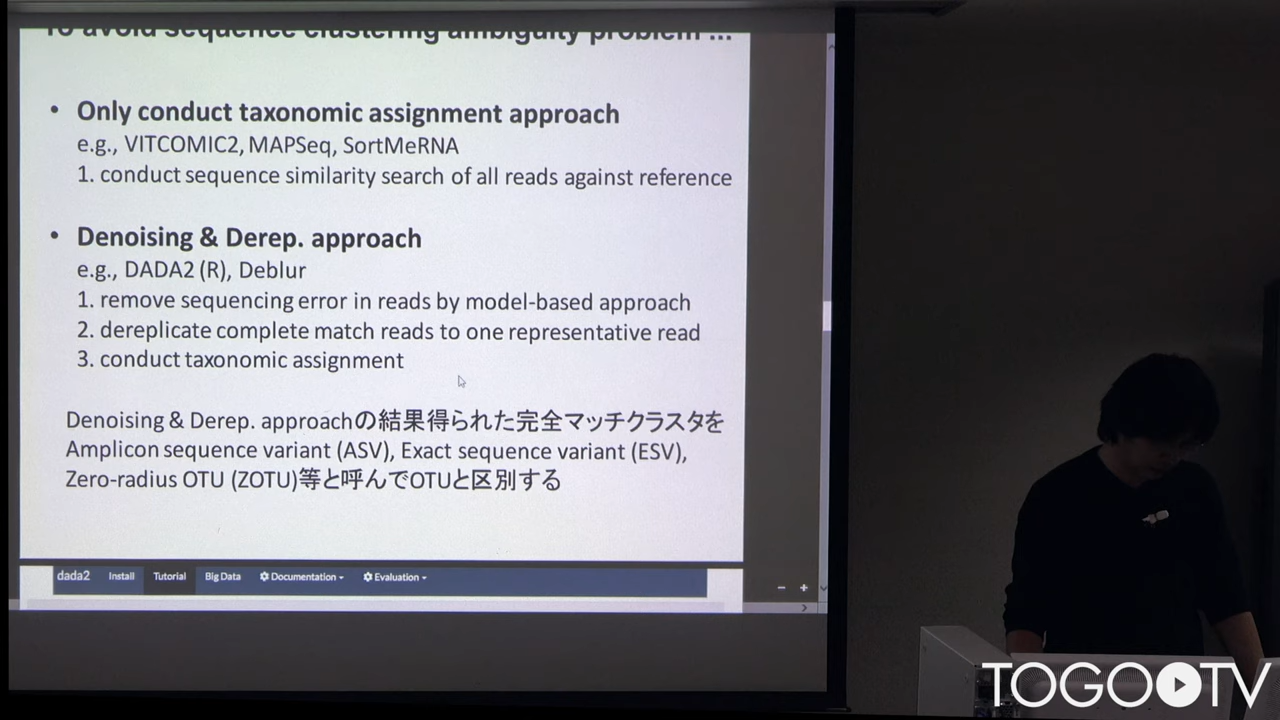 To avoid sequence clustering ambiguity problem ...
• Only conduct taxonomic assignment approach
e.g., VITCOMIC2, MAPSeq, SortMeRNA
1. conduct sequence similarity search of all reads against reference
• Denoising & Derep. approach
e.g., DADA2 (R), Deblur
1. remove sequencing error in reads by model-based approach
2. dereplicate complete match reads to one representative read
3. conduct taxonomic assignment
Denoising & Derep. approachの結果得られた完全マッチクラスタを
Amplicon sequence variant (ASV), Exact sequence variant (ESV),
Zero-radius OTU (ZOTU)等と呼んでOTUと区別する
dada2 Install Tutorial Big Data Documentation Evaluation
TOGOTV